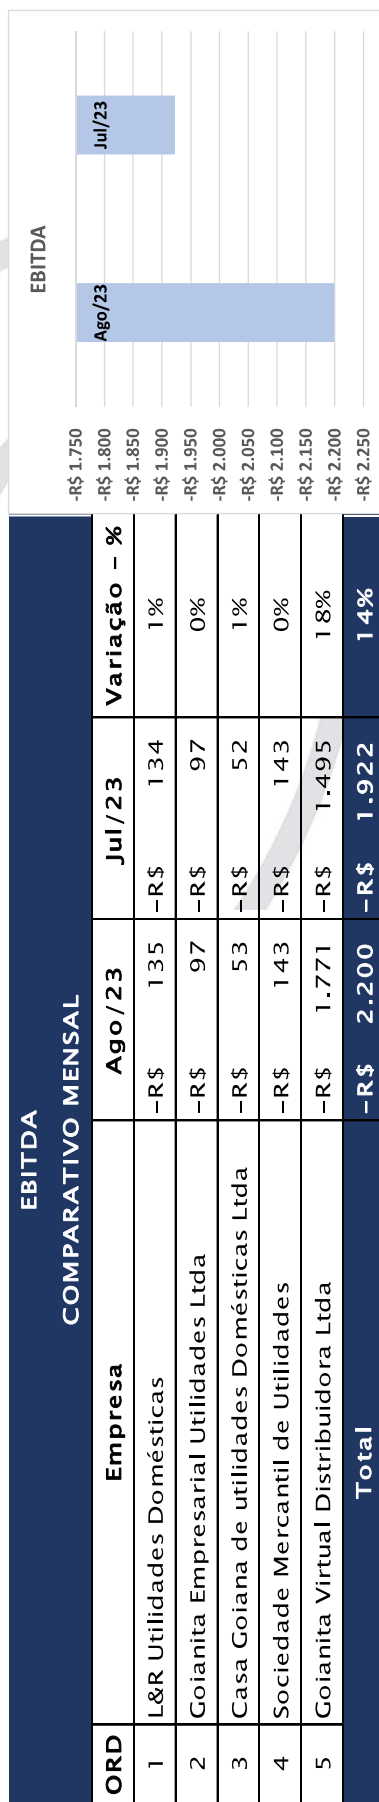 EBITDA
COMPARATIVO MENSAL
ORD Empresa Ago/23 Jul/23 Variação – %
1 L&R Utilidades Domésticas –R$ 135 –R$ 134 1%
2 Goianita Empresarial Utilidades Ltda –R$ 97 –R$ 97 0%
3 Casa Goiana de utilidades Domésticas Ltda –R$ 53 –R$ 52 1%
4 Sociedade Mercantil de Utilidades –R$ 143 –R$ 143 0%
5 Goianita Virtual Distribuidora Ltda –R$ 1.771 –R$ 1.495 18%
Total –R$ 2.200 –R$ 1.922 14%
EBITDA
-R$ 1.750
-R$ 1.800
-R$ 1.850
-R$ 1.900
-R$ 1.950
-R$ 2.000
-R$ 2.050
-R$ 2.100
-R$ 2.150
-R$ 2.200
-R$ 2.250
Ago/23
Jul/23